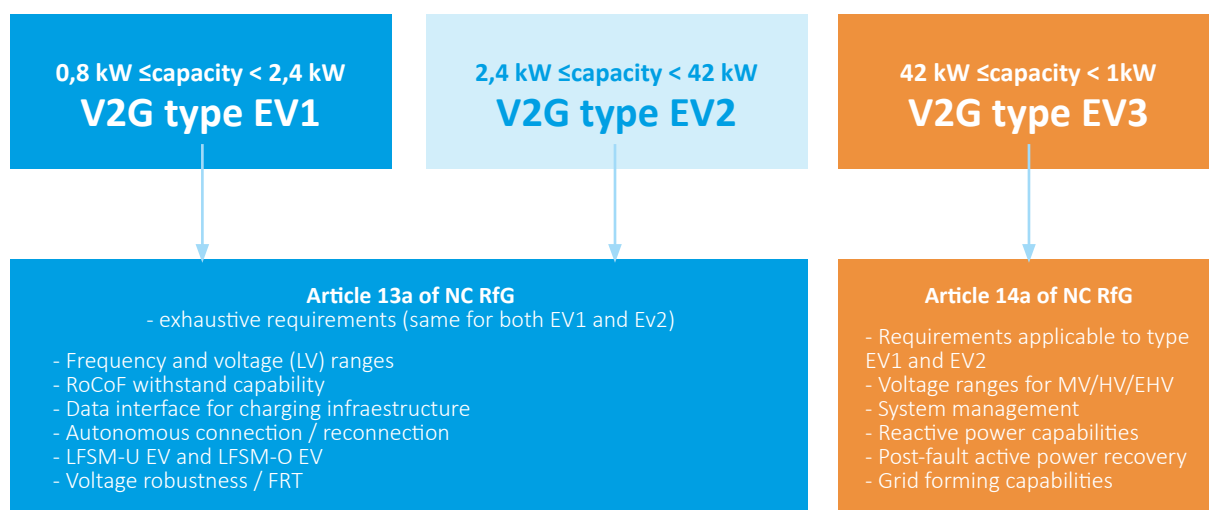 0,8 kW ≤capacity < 2,4 kW
V2G type EV1
2,4 kW ≤capacity < 42 kW
V2G type EV2
42 kW ≤capacity < 1kW
V2G type EV3
Article 13a of NC RfG
- exhaustive requirements (same for both EV1 and Ev2)
- Frequency and voltage (LV) ranges
- RoCoF withstand capability
- Data interface for charging infraestructure
- Autonomous connection / reconnection
- LFSM-U EV and LFSM-O EV
- Voltage robustness / FRT
Article 14a of NC RfG
- Requirements applicable to type
EV1 and EV2
- Voltage ranges for MV/HV/EHV
- System management
- Reactive power capabilities
- Post-fault active power recovery
- Grid forming capabilities